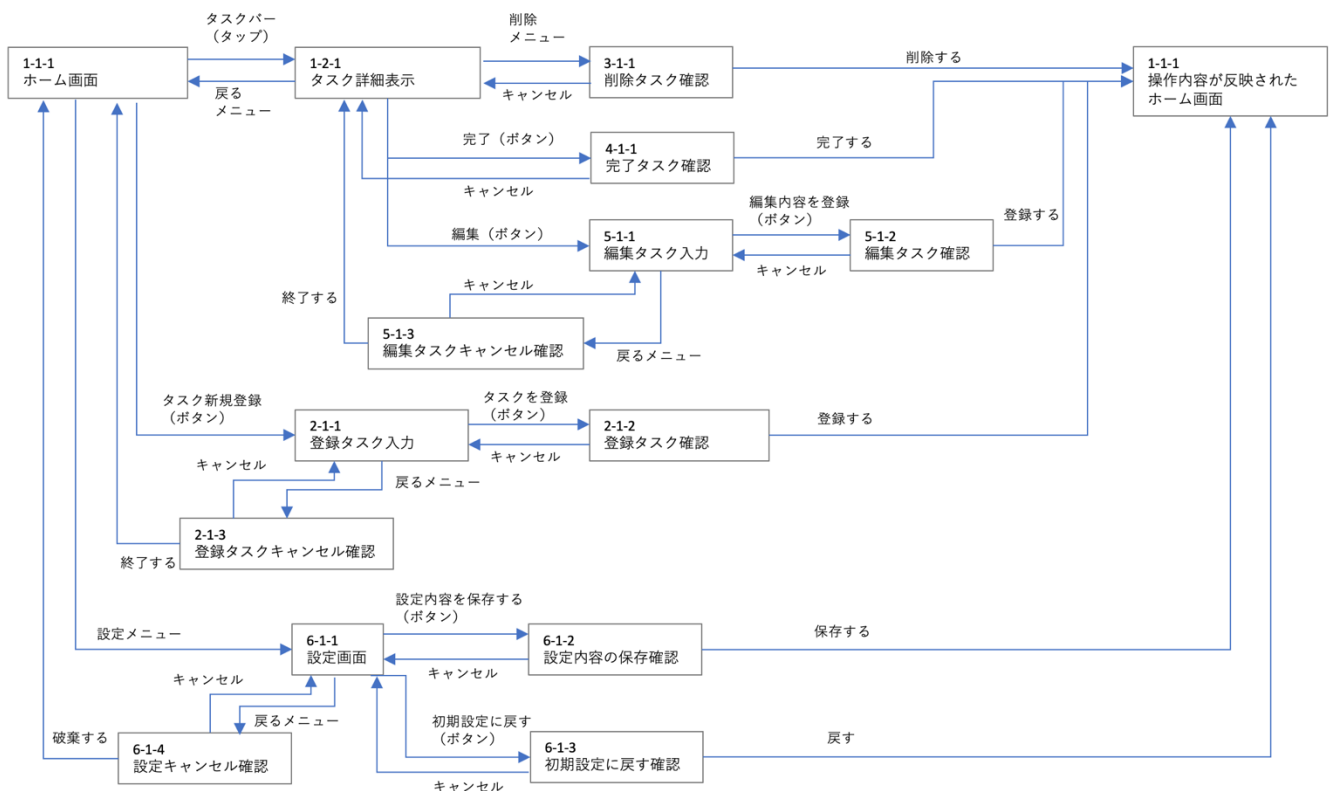 タスクバー
（タップ）
削除
メニュー
1-1-1
ホーム画面
1-2-1
タスク詳細表示
3-1-1
削除タスク確認
削除する
1-1-1
操作内容が反映された
ホーム画面
戻る
メニュー
キャンセル
完了（ボタン）
4-1-1
完了タスク確認
完了する
キャンセル
編集（ボタン）
5-1-1
編集タスク入力
編集内容を登録
（ボタン）
5-1-2
編集タスク確認
登録する
キャンセル
キャンセル
終了する
5-1-3
編集タスクキャンセル確認
戻るメニュー
タスク新規登録
（ボタン）
2-1-1
登録タスク入力
タスクを登録
（ボタン）
2-1-2
登録タスク確認
登録する
キャンセル
キャンセル
戻るメニュー
2-1-3
登録タスクキャンセル確認
終了する
設定メニュー
6-1-1
設定画面
設定内容を保存する
（ボタン）
6-1-2
設定内容の保存確認
保存する
キャンセル
キャンセル
戻るメニュー
破棄する
6-1-4
設定キャンセル確認
初期設定に戻す
（ボタン）
6-1-3
初期設定に戻す確認
戻す
キャンセル